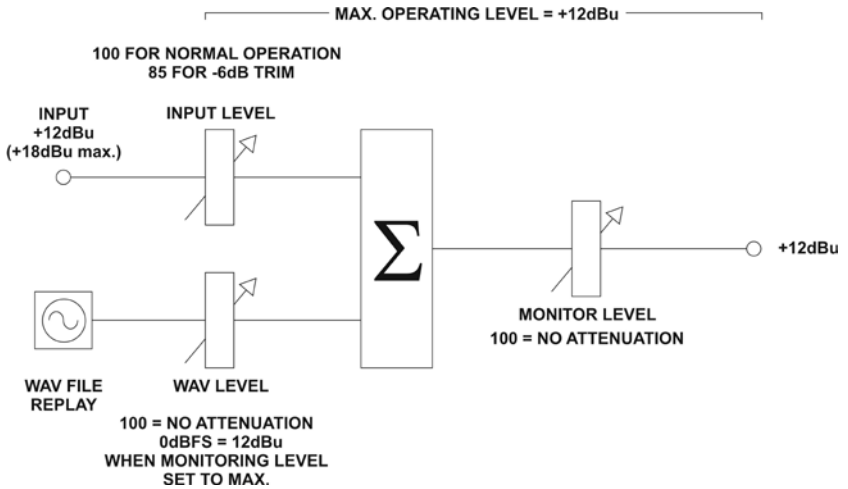 MAX. OPERATING LEVEL = +12dBu
100 FOR NORMAL OPERATION
85 FOR -6dB TRIM
INPUT
+12dBu
(+18dBu max.)
INPUT LEVEL
Σ
+12dBu
MONITOR LEVEL
100 = NO ATTENUATION
WAV FILE
REPLAY
WAV LEVEL
100 = NO ATTENUATION
0dBFS = 12dBu
WHEN MONITORING LEVEL
SET TO MAX.